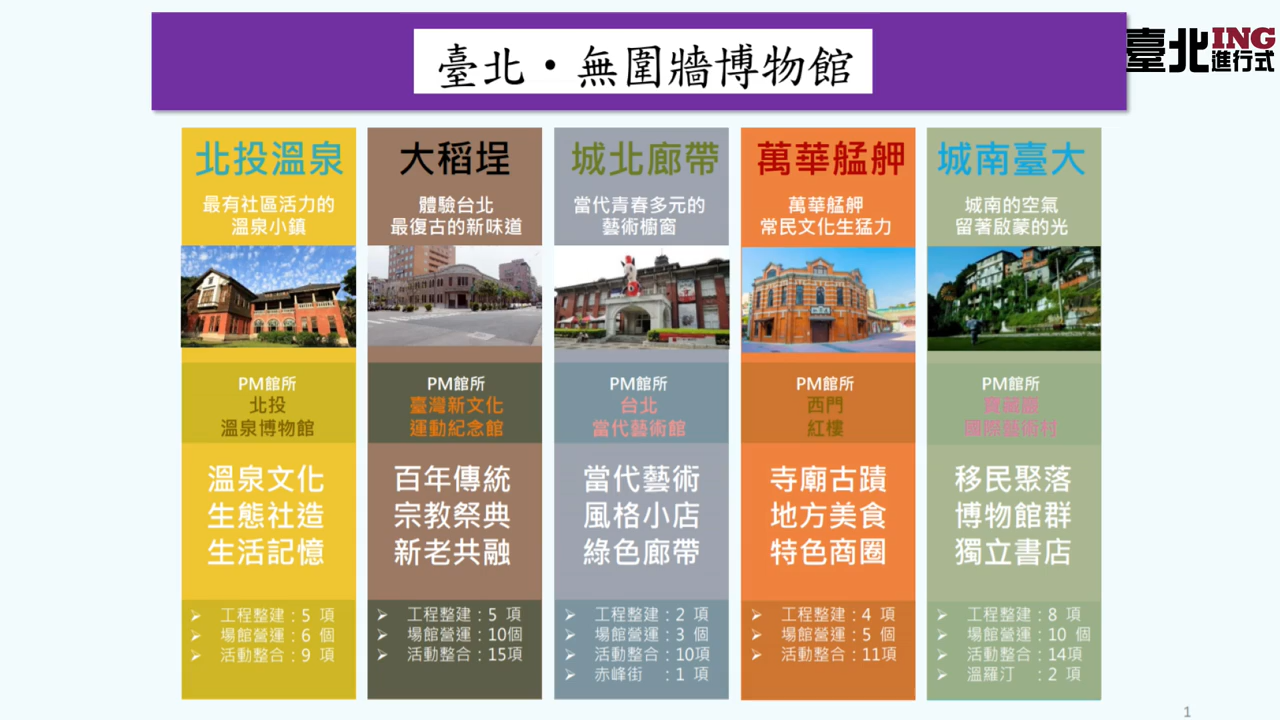 臺北•無圍牆博物館
臺北
ING
進行式
北投溫泉
最有社區活力的
溫泉小鎮
PM館所
北投
溫泉博物館
溫泉文化
生態社造
生活記憶
➢ 工程整建：5 項
➢ 場館營運：6 個
➢ 活動整合：9 項
大稻埕
體驗台北
最復古的新味道
PM館所
臺灣新文化
運動紀念館
百年傳統
宗教祭典
新老共融
➢ 工程整建：5 項
➢ 場館營運：10個
➢ 活動整合：15項
城北廊帶
當代青春多元的
藝術櫥窗
PM館所
台北
當代藝術館
當代藝術
風格小店
綠色廊帶
➢ 工程整建：2 項
➢ 場館營運：3 個
➢ 活動整合：10項
➢ 赤峰街 ：1 項
萬華艋舺
萬華艋舺
常民文化生猛力
PM館所
西門
紅樓
寺廟古蹟
地方美食
特色商圈
➢ 工程整建：4 項
➢ 場館營運：5 個
➢ 活動整合：11項
城南臺大
城南的空氣
留著啟蒙的光
PM館所
寶藏巖
國際藝術村
移民聚落
博物館群
獨立書店
➢ 工程整建：8 項
➢ 場館營運：10 個
➢ 活動整合：14項
➢ 溫羅汀 ：2 項
1